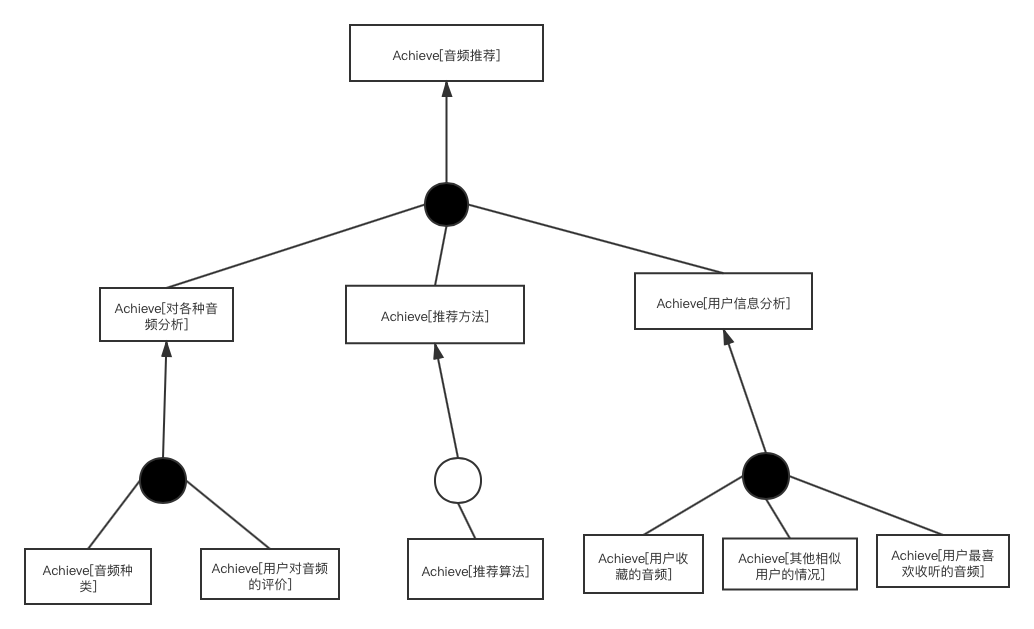 Achieve[音频推荐]
Achieve[对各种音
频分析]
Achieve[推荐方法]
Achieve[用户信息分析]
Achieve[音频种
类]
Achieve[用户对音频
的评价]
Achieve[推荐算法]
Achieve[用户收
藏的音频]
Achieve[其他相似
用户的情况]
Achieve[用户最喜
欢收听的音频]